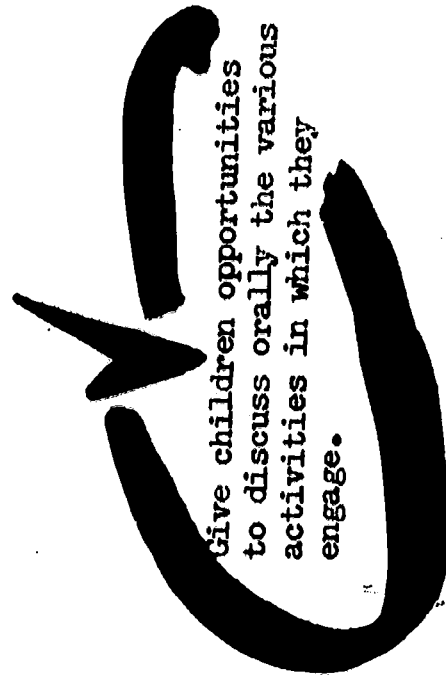 Give children opportunities
to discuss orally the various
activities in which they
engage.